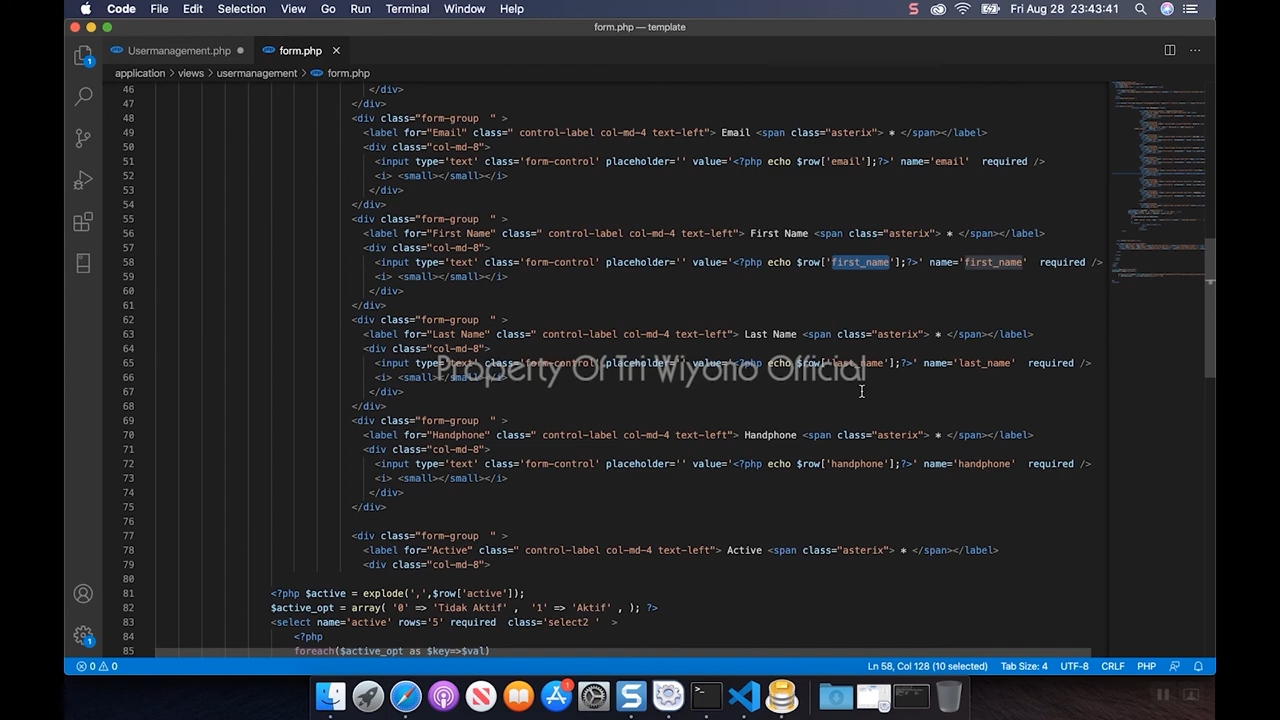 Code File Edit Selection View Go Run Terminal Window Help Fri Aug 28 23:43:41
form.php — template
Usermanagement.php form.php
application > views > usermanagement > form.php
46 </div>
47 </div>
48 <div class="form-group " >
49 <label for="Email" class=" control-label col-md-4 text-left"> Email <span class="asterix"> * </span></label>
50 <div class="col-md-8">
51 <input type='text' class='form-control' placeholder='' value='<?php echo $row['email'];?>' name='email' required />
52 <i> <small></small></i>
53 </div>
54 </div>
55 <div class="form-group " >
56 <label for="First Name" class=" control-label col-md-4 text-left"> First Name <span class="asterix"> * </span></label>
57 <div class="col-md-8">
58 <input type='text' class='form-control' placeholder='' value='<?php echo $row['first_name'];?>' name='first_name' required />
59 <i> <small></small></i>
60 </div>
61 </div>
62 <div class="form-group " >
63 <label for="Last Name" class=" control-label col-md-4 text-left"> Last Name <span class="asterix"> * </span></label>
64 <div class="col-md-8">
65 <input type='text' class='form-control' placeholder='' value='<?php echo $row['last_name'];?>' name='last_name' required />
Property Of Tri Wiyono Official
66 <i> <small></small></i>
67 </div>
68 </div>
69 <div class="form-group " >
70 <label for="Handphone" class=" control-label col-md-4 text-left"> Handphone <span class="asterix"> * </span></label>
71 <div class="col-md-8">
72 <input type='text' class='form-control' placeholder='' value='<?php echo $row['handphone'];?>' name='handphone' required />
73 <i> <small></small></i>
74 </div>
75 </div>
76
77 <div class="form-group " >
78 <label for="Active" class=" control-label col-md-4 text-left"> Active <span class="asterix"> * </span></label>
79 <div class="col-md-8">
80
81 <?php $active = explode(',',$row['active']);
82 $active_opt = array( '0' => 'Tidak Aktif' , '1' => 'Aktif' , ); ?>
83 <select name='active' rows='5' required class='select2 ' >
84 <?php
85 foreach($active_opt as $key=>$val)
0 0 Ln 58, Col 128 (10 selected) Tab Size: 4 UTF-8 CRLF PHP